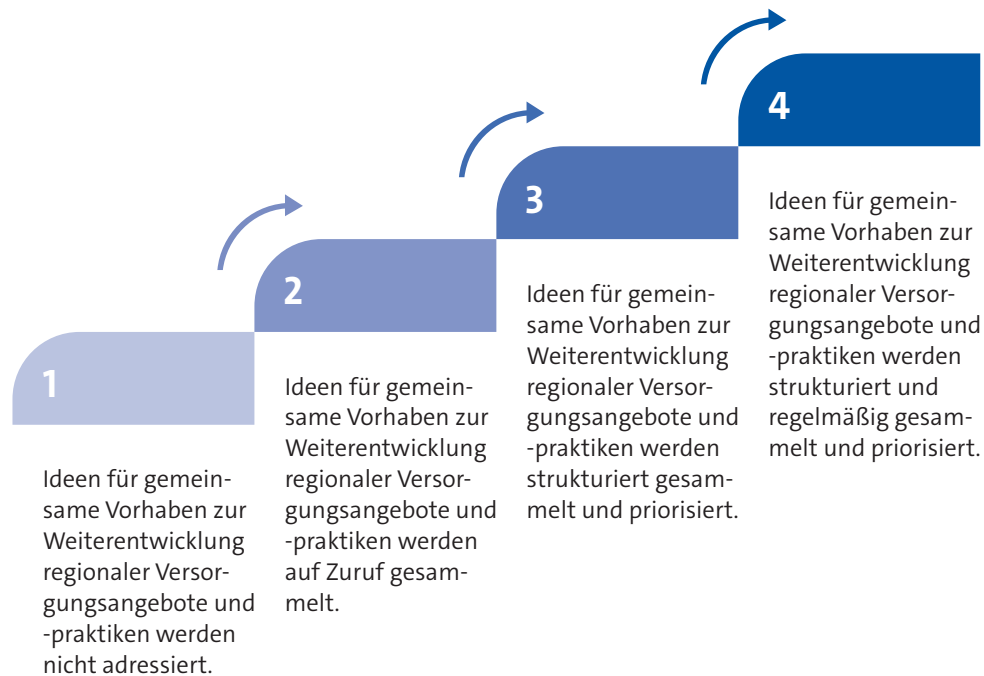 1
Ideen für gemein-
same Vorhaben zur
Weiterentwicklung
regionaler Versor-
gungsangebote und
-praktiken werden
nicht adressiert.
2
Ideen für gemein-
same Vorhaben zur
Weiterentwicklung
regionaler Versor-
gungsangebote und
-praktiken werden
auf Zuruf gesam-
melt.
3
Ideen für gemein-
same Vorhaben zur
Weiterentwicklung
regionaler Versor-
gungsangebote und
-praktiken werden
strukturiert gesam-
melt und priorisiert.
4
Ideen für gemein-
same Vorhaben zur
Weiterentwicklung
regionaler Versor-
gungsangebote und
-praktiken werden
strukturiert und
regelmäßig gesam-
melt und priorisiert.